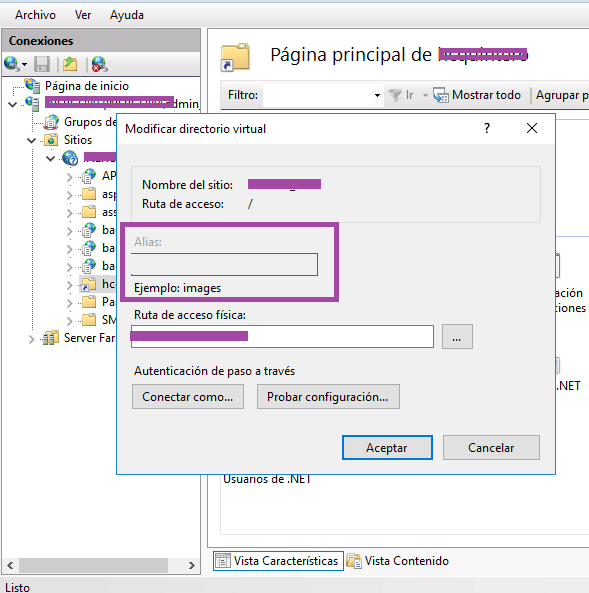 Archivo Ver Ayuda
Conexiones
Página de inicio
Grupos de
Sitios
AP
asp
ass
ba
ba
ba
hc
Pa
SM
Server Far
Página principal de
Filtro: Ir Mostrar todo Agrupar p
Modificar directorio virtual ? X
Nombre del sitio:
Ruta de acceso: /
Alias:
Ejemplo: images
Ruta de acceso física:
...
Autenticación de paso a través
Conectar como... Probar configuración...
Aceptar Cancelar
ación
ciones
.NET
Usuarios de .NET
Vista Características Vista Contenido
Listo